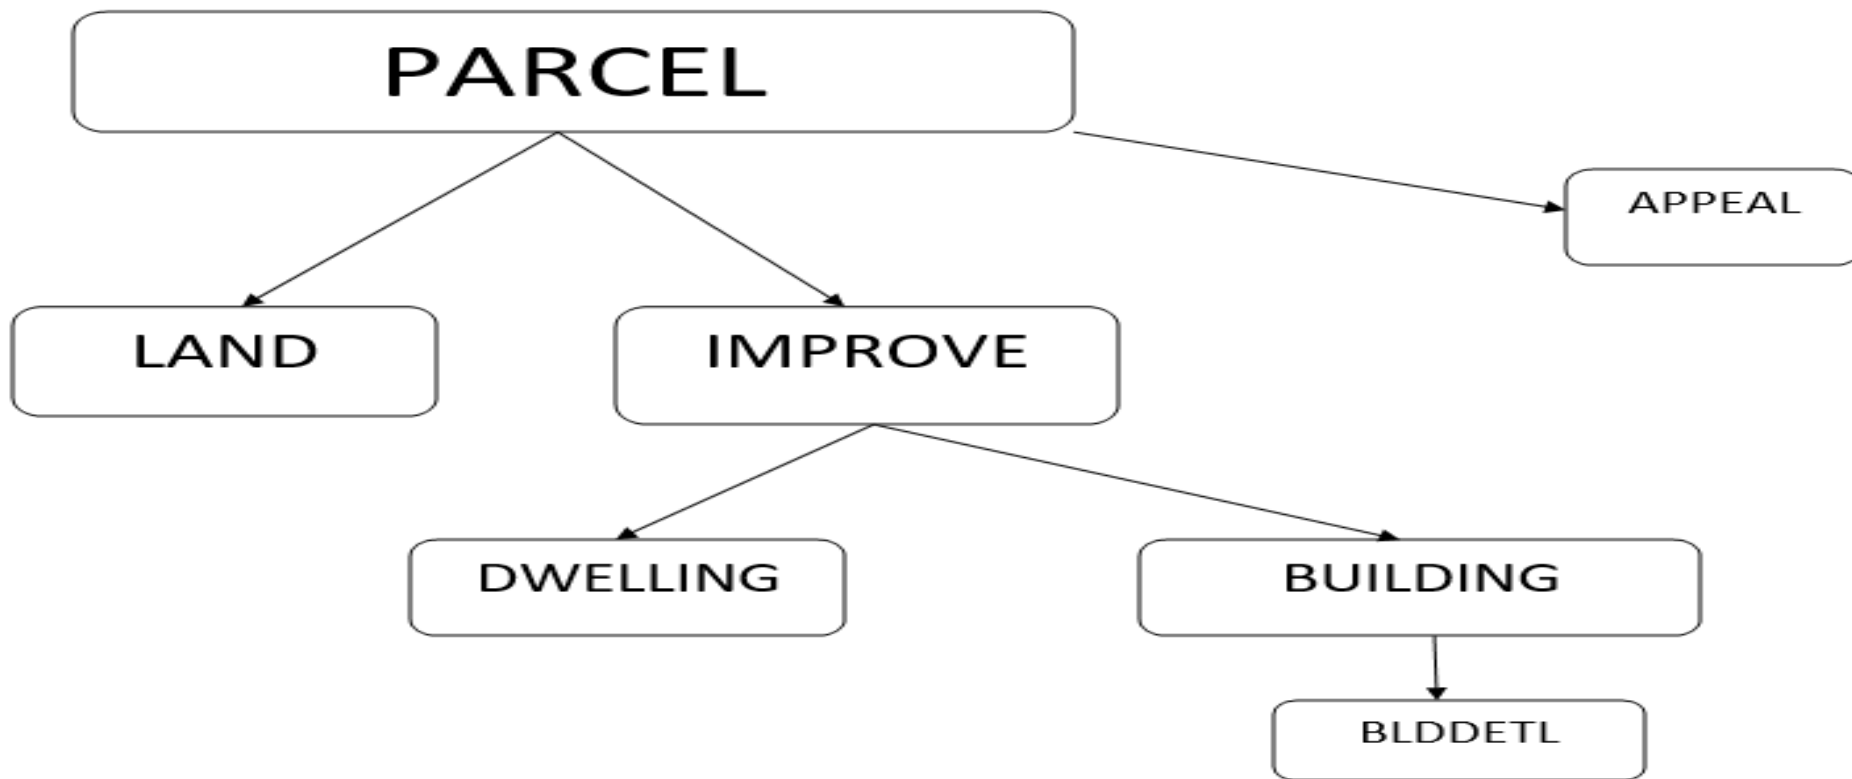 PARCEL
APPEAL
LAND
IMPROVE
DWELLING
BUILDING
BLDDETL